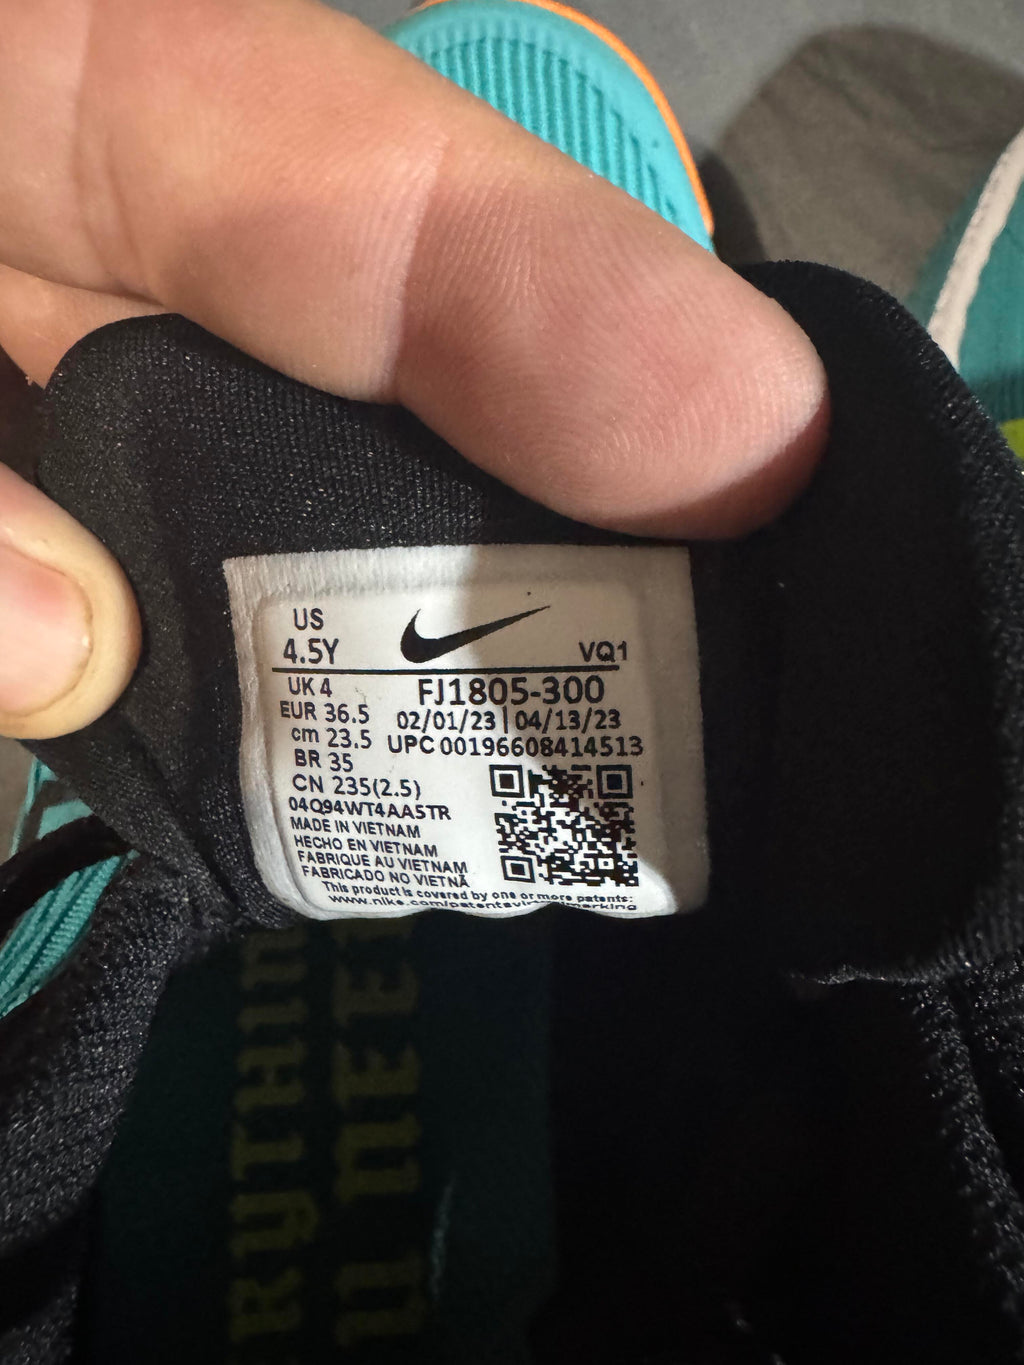 US
4.5Y
VQ1
UK 4
FJ1805-300
EUR 36.5
02/01/23 | 04/13/23
cm 23.5
UPC 00196608414513
BR 35
CN 235(2.5)
04Q94WT4AA5TR
MADE IN VIETNAM
HECHO EN VIETNAM
FABRIQUE AU VIETNAM
FABRICADO NO VIETNÃ
This product is covered by one or more patents: